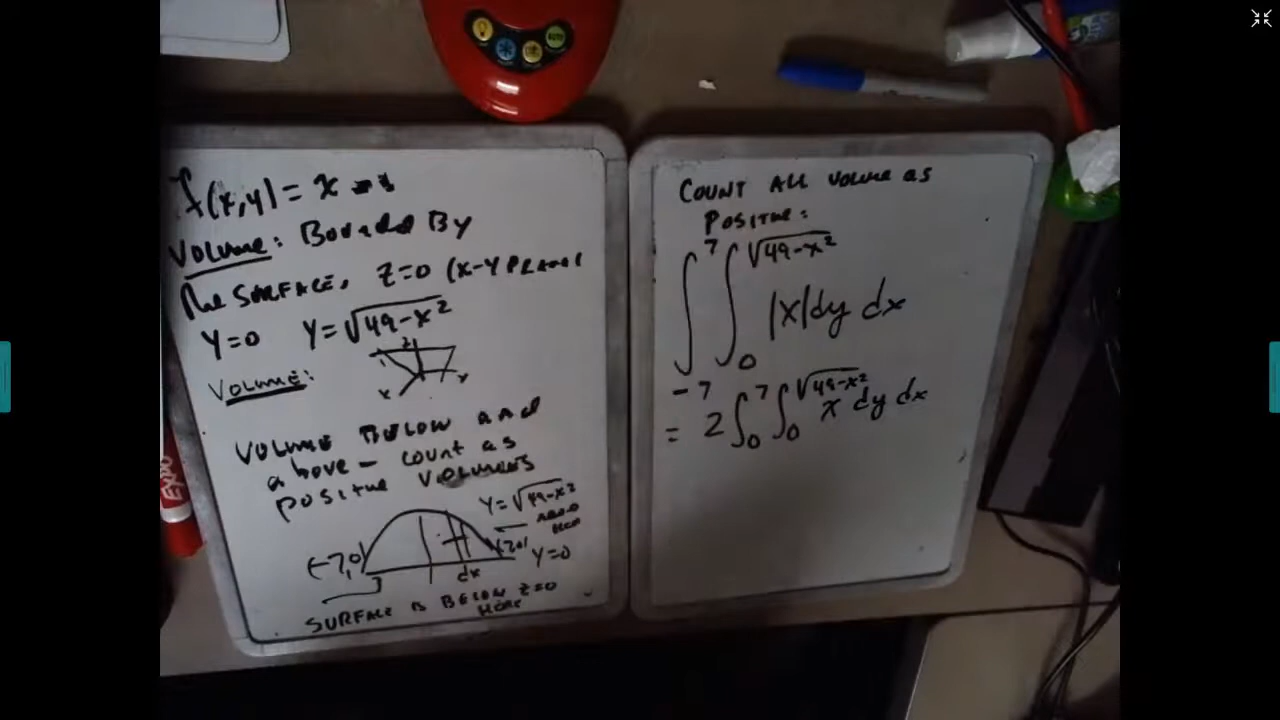 f(x,y) = x
VOLUME: Bounded By
The SURFACE, Z=0 (X-Y PLANE
Y=0 Y=√49-x²
VOLUME:
z
x y
VOLUME BELOW and
above - count as
positive VOLUMES
Y=√49-x²
(-7,0) Y=0
dx
SURFACE IS BELOW Z=0
HERE
COUNT ALL VOLUME as
POSITIVE:
∫₋₇⁷ ∫₀^√49-x² |x| dy dx
= 2 ∫₀⁷ ∫₀^√49-x² x dy dx
AUTO
EXPO